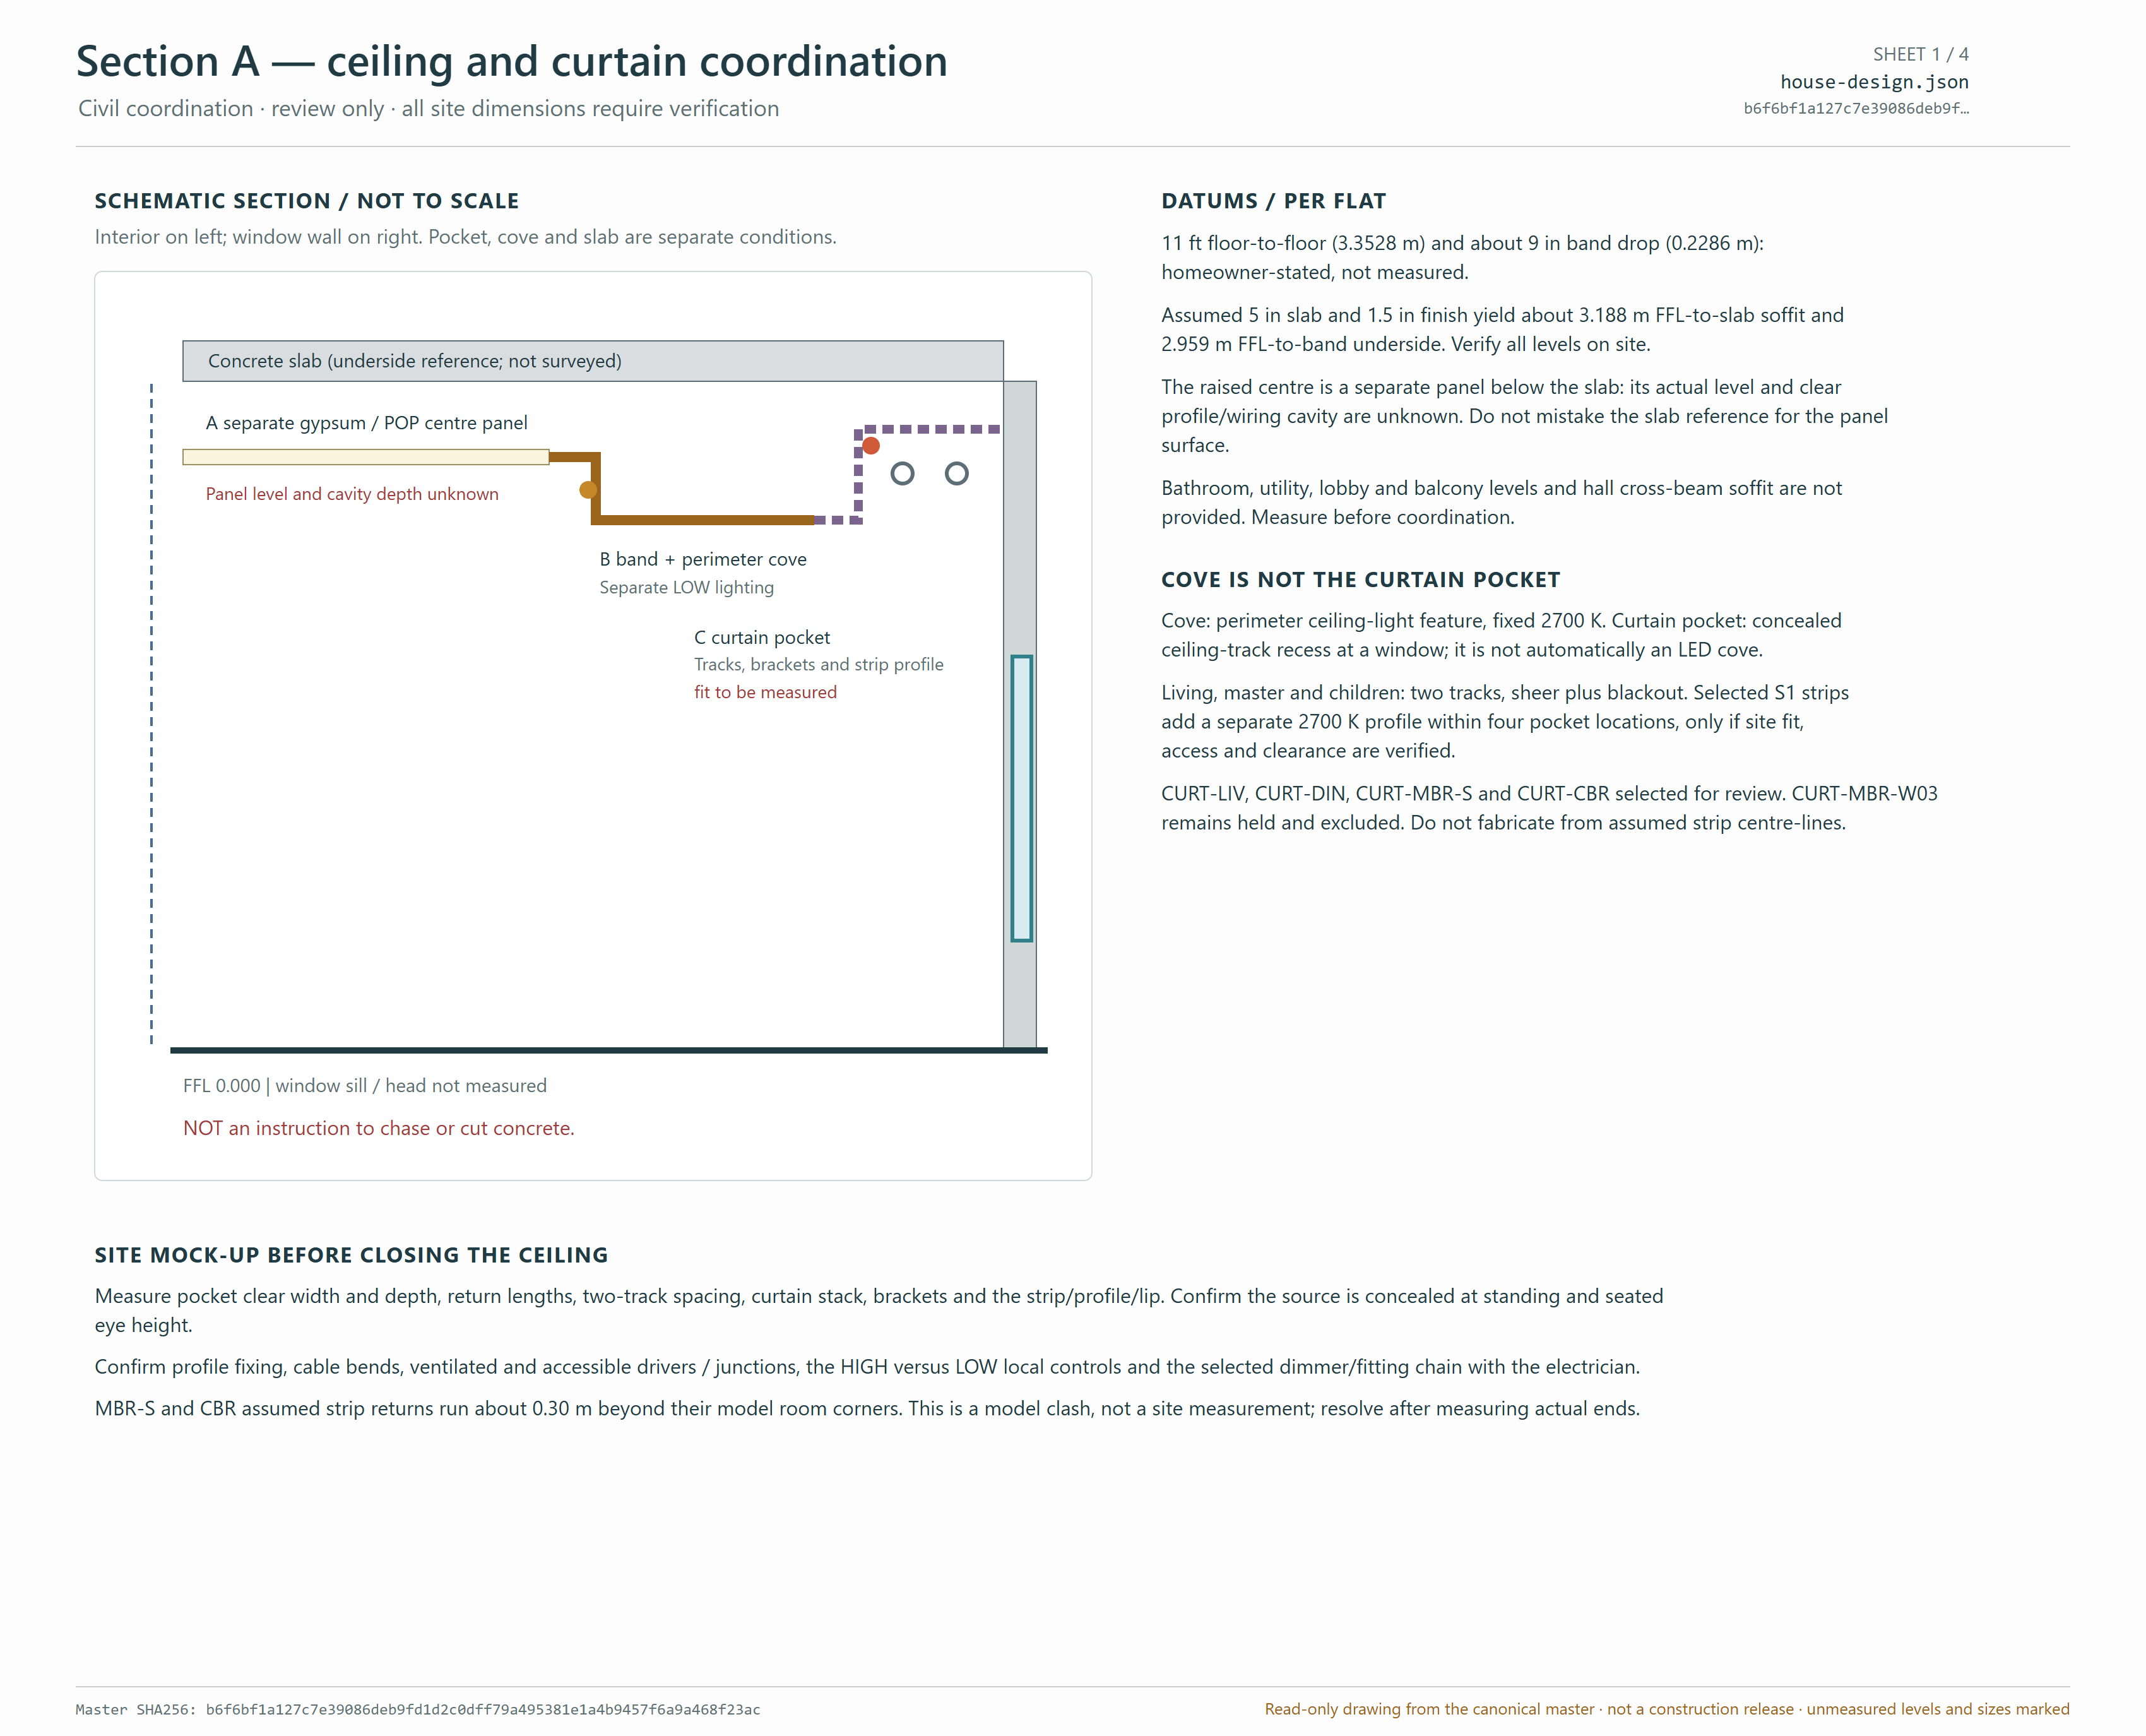 Section A — ceiling and curtain coordination
Civil coordination · review only · all site dimensions require verification
SHEET 1 / 4
house-design.json
b6f6bf1a127c7e39086deb9f…
SCHEMATIC SECTION / NOT TO SCALE
Interior on left; window wall on right. Pocket, cove and slab are separate conditions.
Concrete slab (underside reference; not surveyed)
A separate gypsum / POP centre panel
Panel level and cavity depth unknown
B band + perimeter cove
Separate LOW lighting
C curtain pocket
Tracks, brackets and strip profile
fit to be measured
FFL 0.000 | window sill / head not measured
NOT an instruction to chase or cut concrete.
DATUMS / PER FLAT
11 ft floor-to-floor (3.3528 m) and about 9 in band drop (0.2286 m):
homeowner-stated, not measured.
Assumed 5 in slab and 1.5 in finish yield about 3.188 m FFL-to-slab soffit and
2.959 m FFL-to-band underside. Verify all levels on site.
The raised centre is a separate panel below the slab: its actual level and clear
profile/wiring cavity are unknown. Do not mistake the slab reference for the panel
surface.
Bathroom, utility, lobby and balcony levels and hall cross-beam soffit are not
provided. Measure before coordination.
COVE IS NOT THE CURTAIN POCKET
Cove: perimeter ceiling-light feature, fixed 2700 K. Curtain pocket: concealed
ceiling-track recess at a window; it is not automatically an LED cove.
Living, master and children: two tracks, sheer plus blackout. Selected S1 strips
add a separate 2700 K profile within four pocket locations, only if site fit,
access and clearance are verified.
CURT-LIV, CURT-DIN, CURT-MBR-S and CURT-CBR selected for review. CURT-MBR-W03
remains held and excluded. Do not fabricate from assumed strip centre-lines.
SITE MOCK-UP BEFORE CLOSING THE CEILING
Measure pocket clear width and depth, return lengths, two-track spacing, curtain stack, brackets and the strip/profile/lip. Confirm the source is concealed at standing and seated
eye height.
Confirm profile fixing, cable bends, ventilated and accessible drivers / junctions, the HIGH versus LOW local controls and the selected dimmer/fitting chain with the electrician.
MBR-S and CBR assumed strip returns run about 0.30 m beyond their model room corners. This is a model clash, not a site measurement; resolve after measuring actual ends.
Master SHA256: b6f6bf1a127c7e39086deb9fd1d2c0dff79a495381e1a4b9457f6a9a468f23ac
Read-only drawing from the canonical master · not a construction release · unmeasured levels and sizes marked